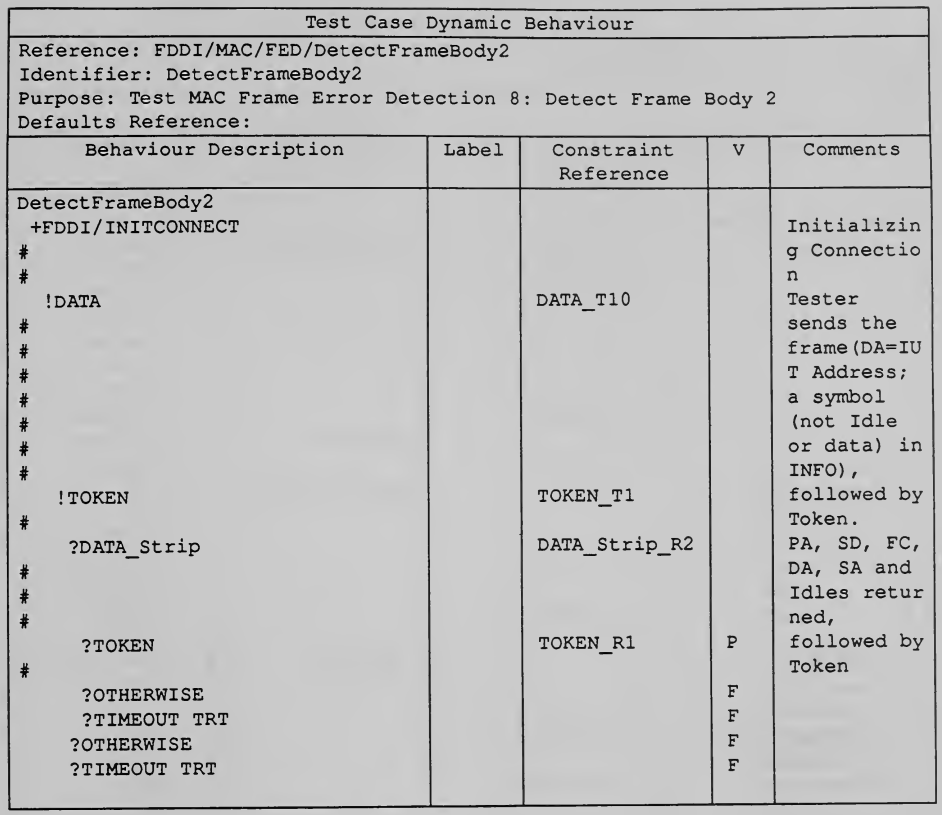 Test Case Dynamic Behaviour
Reference: FDDI/MAC/FED/DetectFrameBody2
Identifier: DetectFrameBody2
Purpose: Test MAC Frame Error Detection 8: Detect Frame Body 2
Defaults Reference:
Behaviour Description Label Constraint V Comments
Reference
DetectFrameBody2
+FDDI/INITCONNECT Initializin
# g Connectio
# n
!DATA DATA_T10 Tester
# sends the
# frame(DA=IU
# T Address;
# a symbol
# (not Idle
# or data) in
# INFO),
!TOKEN TOKEN_T1 followed by
# Token.
?DATA_Strip DATA_Strip_R2 PA, SD, FC,
# DA, SA and
# Idles retur
# ned,
?TOKEN TOKEN_R1 P followed by
# Token
?OTHERWISE F
?TIMEOUT TRT F
?OTHERWISE F
?TIMEOUT TRT F